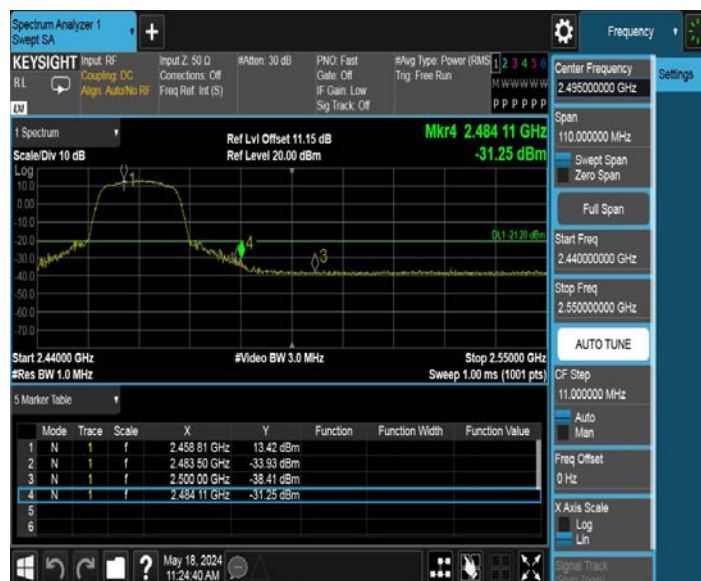 Spectrum Analyzer 1
Swept SA
+
Frequency
KEYSIGHT
RL
LXI
Input: RF
Coupling: DC
Align: Auto/No RF
Input Z: 50 Ω
Corrections: Off
Freq Ref: Int (S)
#Atten: 30 dB
PNO: Fast
Gate: Off
IF Gain: Low
Sig Track: Off
#Avg Type: Power (RMS
Trig: Free Run
1 2 3 4 5 6
M W W W W W
P P P P P P
1 Spectrum
Scale/Div 10 dB
Ref Lvl Offset 11.15 dB
Ref Level 20.00 dBm
Mkr4 2.484 11 GHz
-31.25 dBm
Log
10.0
0.00
-10.0
-20.0
-30.0
-40.0
-50.0
-60.0
-70.0
1
4
3
DL1 -21.20 dBm
Start 2.44000 GHz
#Res BW 1.0 MHz
#Video BW 3.0 MHz
Stop 2.55000 GHz
Sweep 1.00 ms (1001 pts)
5 Marker Table
Mode Trace Scale X Y Function Function Width Function Value
1 N 1 f 2.458 81 GHz 13.42 dBm
2 N 1 f 2.483 50 GHz -33.93 dBm
3 N 1 f 2.500 00 GHz -38.41 dBm
4 N 1 f 2.484 11 GHz -31.25 dBm
5
6
?
May 18, 2024
11:24:40 AM
Center Frequency
2.495000000 GHz
Settings
Span
110.000000 MHz
Swept Span
Zero Span
Full Span
Start Freq
2.440000000 GHz
Stop Freq
2.550000000 GHz
AUTO TUNE
CF Step
11.000000 MHz
Auto
Man
Freq Offset
0 Hz
X Axis Scale
Log
Lin
Signal Track